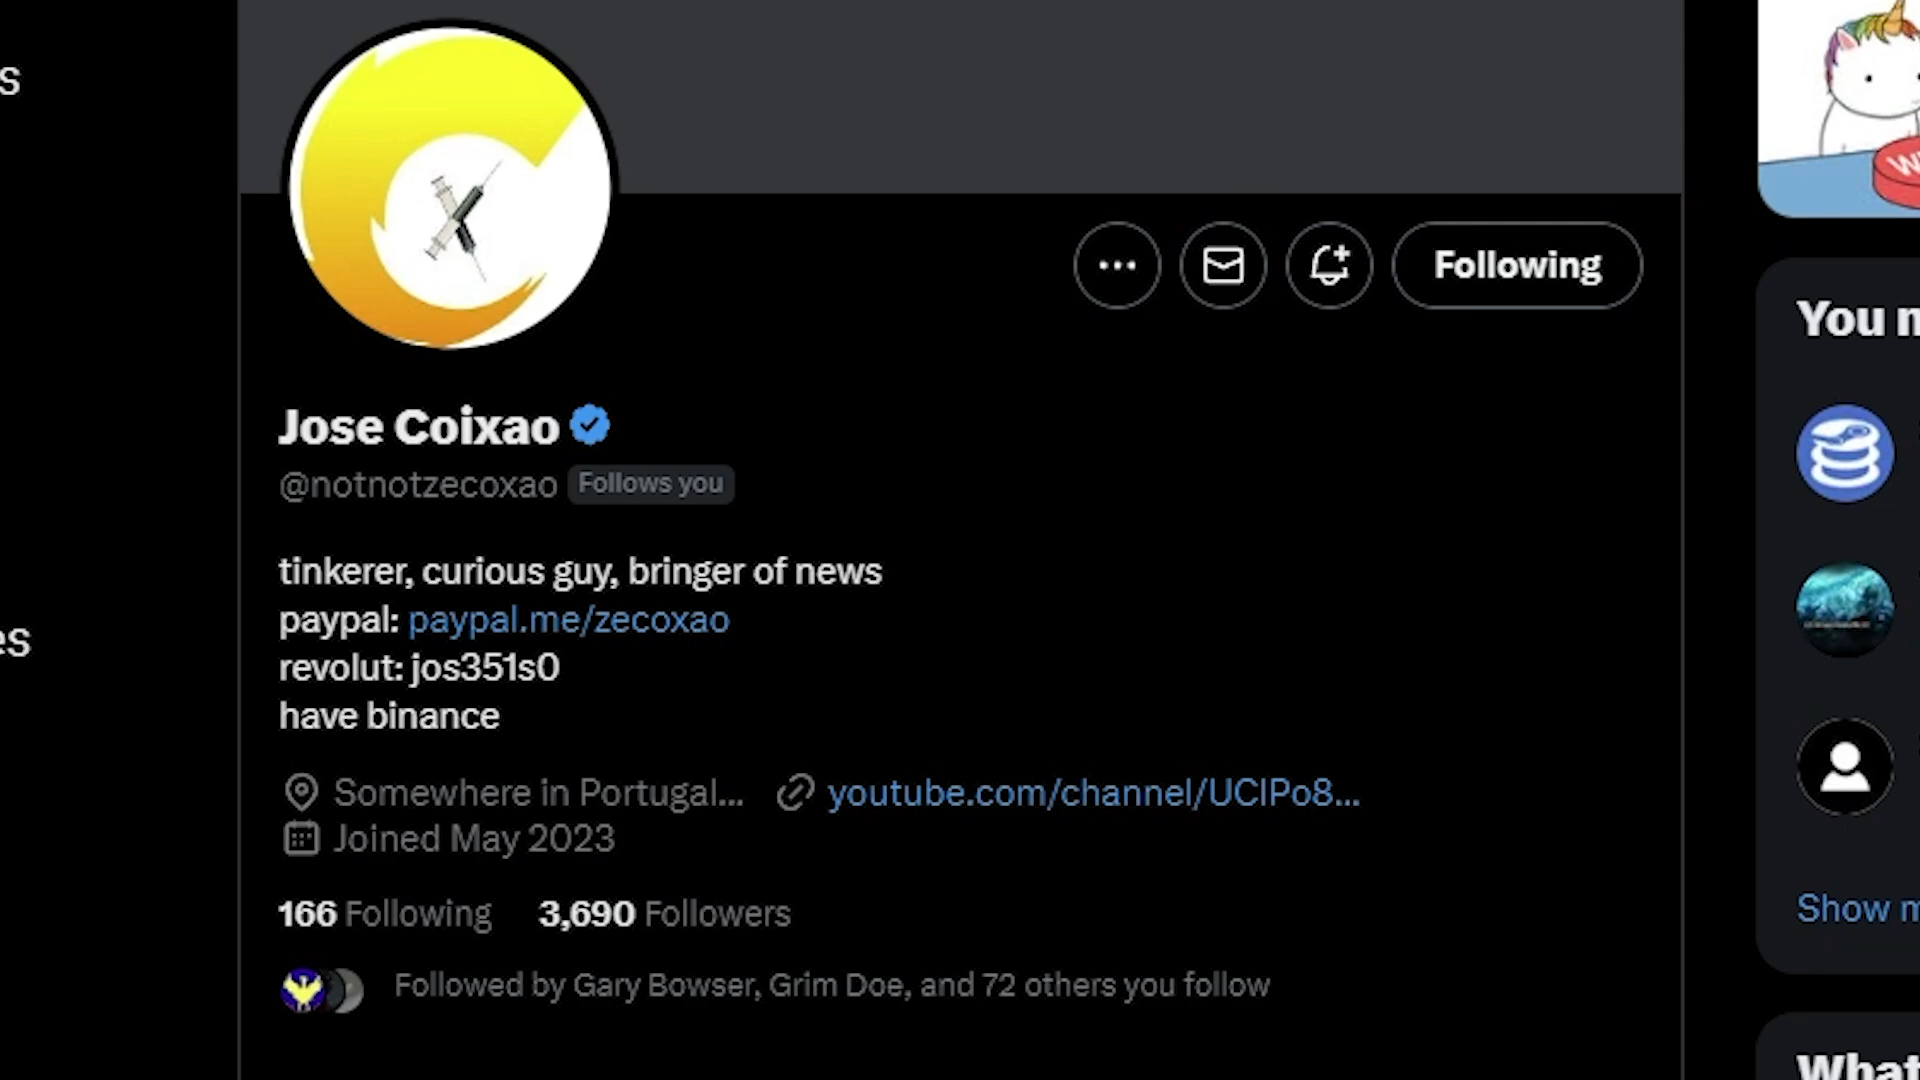 s
es
Following
Jose Coixao
@notnotzecoxao Follows you
tinkerer, curious guy, bringer of news
paypal: paypal.me/zecoxao
revolut: jos351s0
have binance
Somewhere in Portugal... youtube.com/channel/UCIPo8...
Joined May 2023
166 Following 3,690 Followers
Followed by Gary Bowser, Grim Doe, and 72 others you follow
You
Show
What